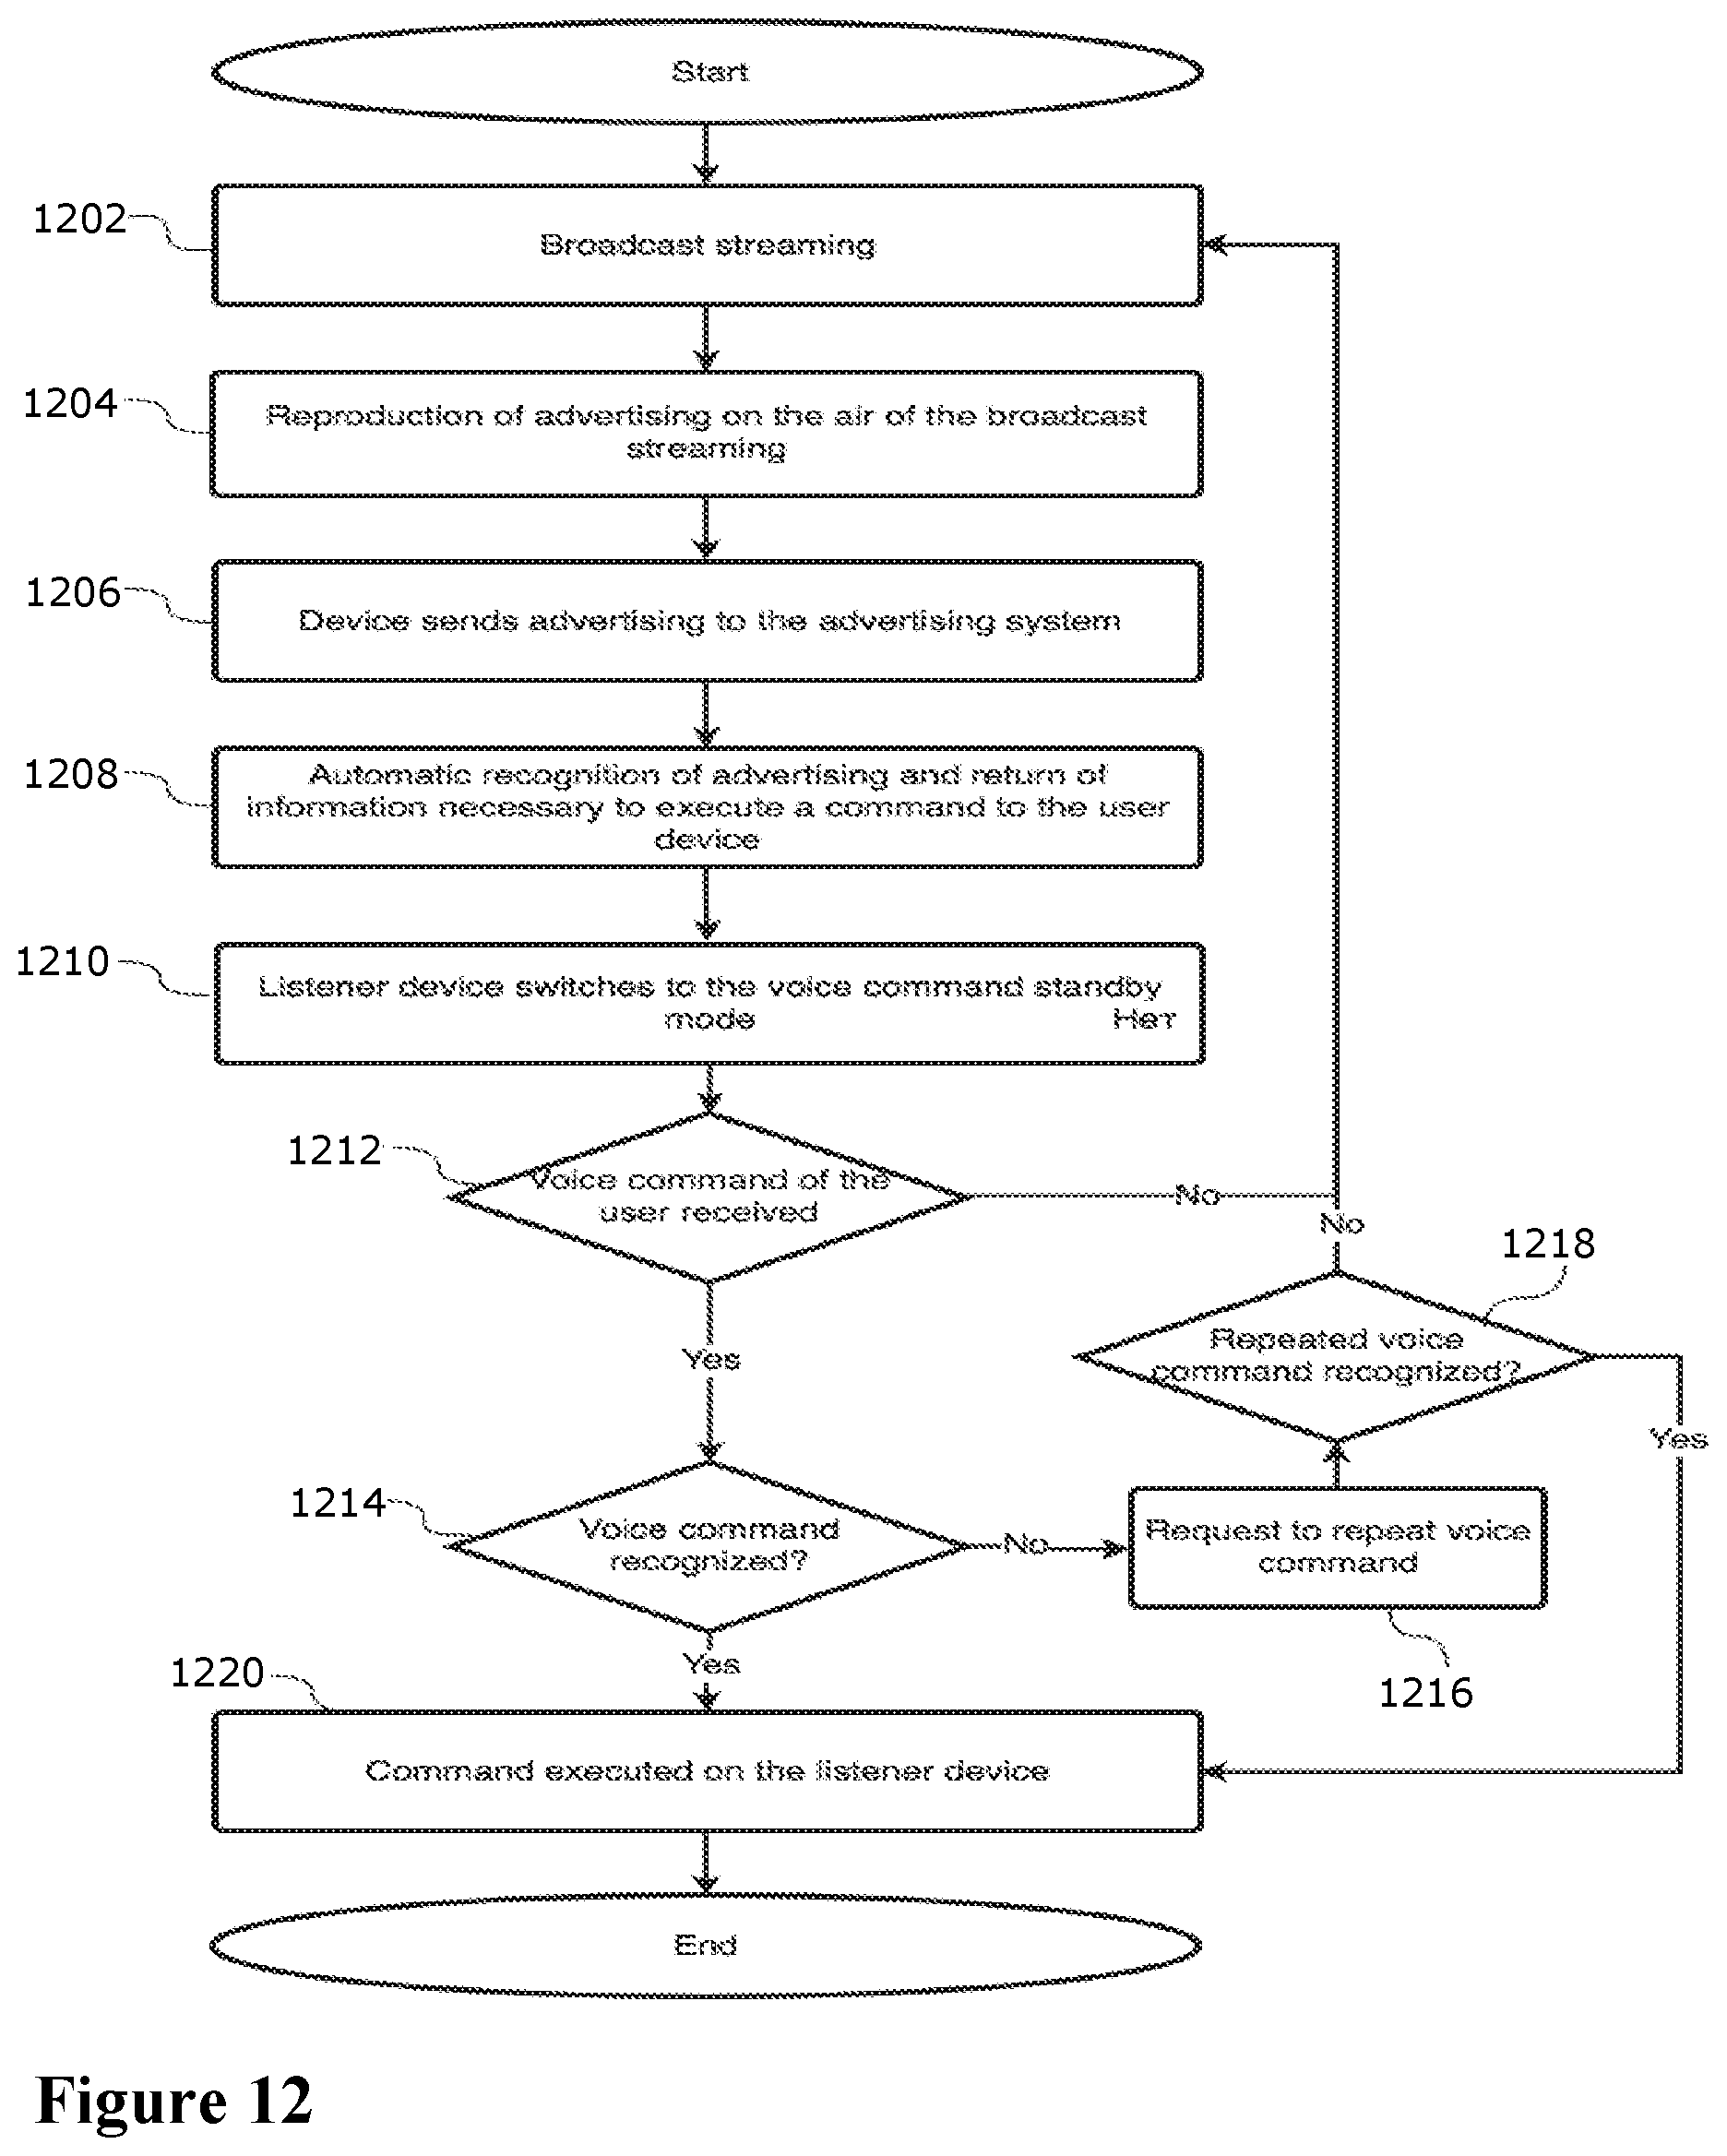 Start
1202
Broadcast streaming
1204
Reproduction of advertising on the air of the broadcast
streaming
1206
Device sends advertising to the advertising system
1208
Automatic recognition of advertising and return of
information necessary to execute a command to the user
device
1210
Listener device switches to the voice command standby
mode
Нет
1212
Voice command of the
user received
No
No
1218
Repeated voice
command recognized?
Yes
Yes
1214
Voice command
recognized?
No
Request to repeat voice
command
1216
Yes
1220
Command executed on the listener device
End
Figure 12